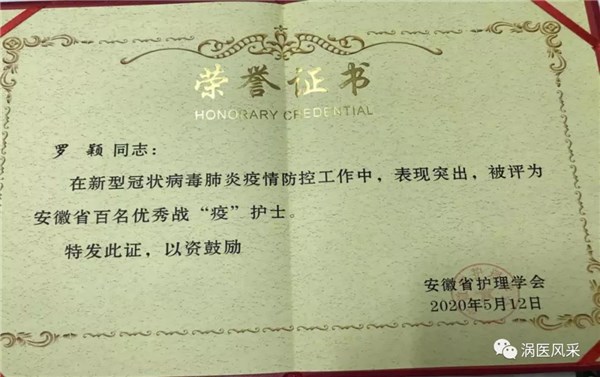 荣誉证书
HONORARY CREDENTIAL
罗 颖 同志：
在新型冠状病毒肺炎疫情防控工作中，表现突出，被评为
安徽省百名优秀战“疫”护士。
特发此证，以资鼓励
安徽省护理学会
2020年5月12日
涡医风采